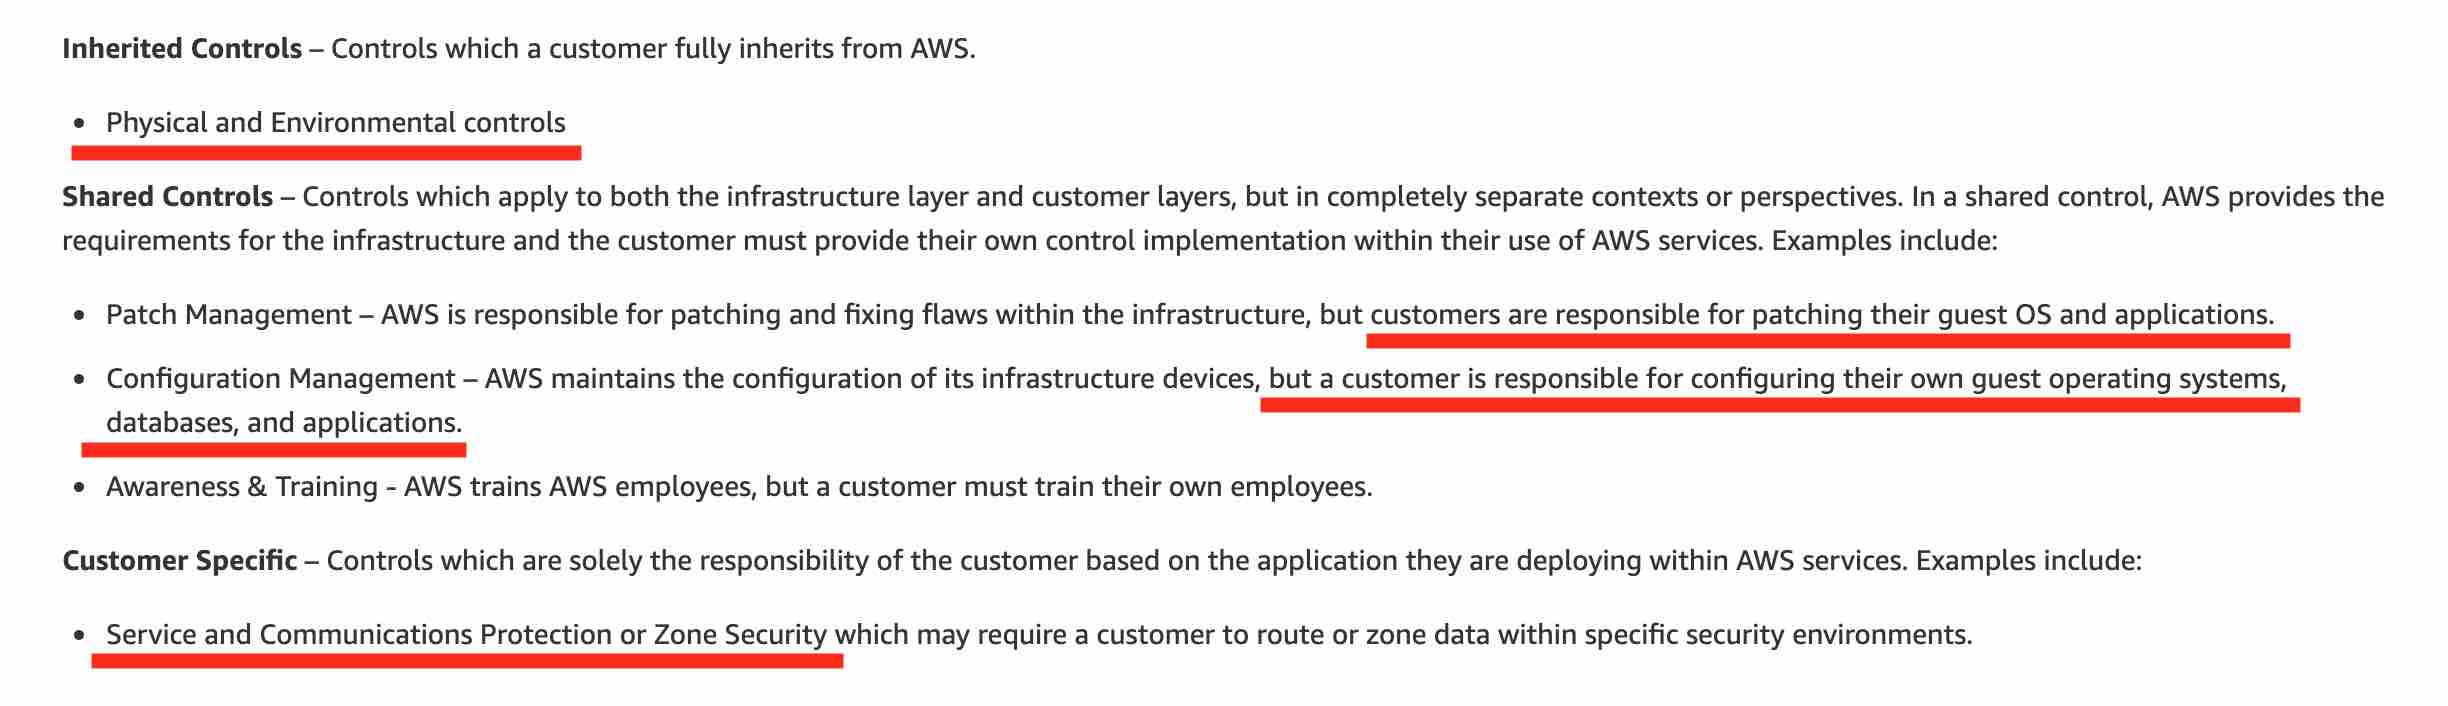 Inherited Controls – Controls which a customer fully inherits from AWS.
• Physical and Environmental controls
Shared Controls – Controls which apply to both the infrastructure layer and customer layers, but in completely separate contexts or perspectives. In a shared control, AWS provides the
requirements for the infrastructure and the customer must provide their own control implementation within their use of AWS services. Examples include:
• Patch Management – AWS is responsible for patching and fixing flaws within the infrastructure, but customers are responsible for patching their guest OS and applications.
• Configuration Management – AWS maintains the configuration of its infrastructure devices, but a customer is responsible for configuring their own guest operating systems,
databases, and applications.
• Awareness & Training - AWS trains AWS employees, but a customer must train their own employees.
Customer Specific – Controls which are solely the responsibility of the customer based on the application they are deploying within AWS services. Examples include:
• Service and Communications Protection or Zone Security which may require a customer to route or zone data within specific security environments.